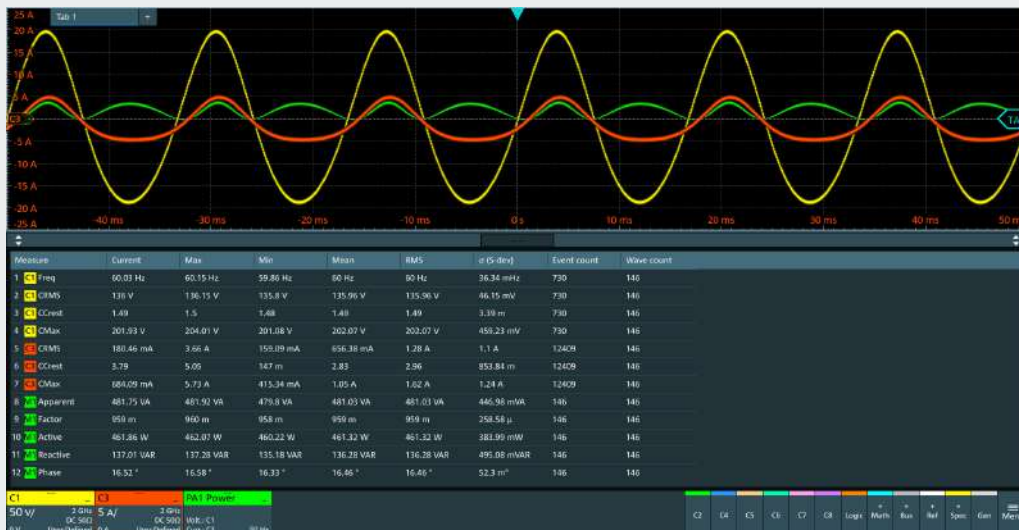 25 A
Tab 1 +
20 A
15 A
10 A
5 A
C3
TA
-5 A
-10 A
-15 A
-20 A
-25 A
-40 ms -30 ms -20 ms -10 ms 0 s 10 ms 20 ms 30 ms 40 ms 50 m
Measure Current Max Min Mean RMS σ (S-dev) Event count Wave count
1 C1 Freq 60.03 Hz 60.15 Hz 59.86 Hz 60 Hz 60 Hz 36.34 mHz 730 146
2 C1 CRMS 136 V 136.15 V 135.8 V 135.96 V 135.96 V 46.15 mV 730 146
3 C1 CCrest 1.49 1.5 1.48 1.49 1.49 3.39 m 730 146
4 C1 CMax 201.93 V 204.01 V 201.08 V 202.07 V 202.07 V 459.23 mV 730 146
5 C3 CRMS 180.46 mA 3.66 A 159.09 mA 656.38 mA 1.28 A 1.1 A 12409 146
6 C3 CCrest 3.79 5.05 147 m 2.83 2.96 853.84 m 12409 146
7 C3 CMax 684.09 mA 5.73 A 415.34 mA 1.05 A 1.62 A 1.24 A 12409 146
8 M1 Apparent 481.75 VA 481.92 VA 479.8 VA 481.03 VA 481.03 VA 446.98 mVA 146 146
9 M1 Factor 959 m 960 m 958 m 959 m 959 m 258.58 µ 146 146
10 M1 Active 461.86 W 462.07 W 460.22 W 461.32 W 461.32 W 383.99 mW 146 146
11 M1 Reactive 137.01 VAR 137.28 VAR 135.18 VAR 136.28 VAR 136.28 VAR 495.08 mVAR 146 146
12 M1 Phase 16.52 ° 16.58 ° 16.33 ° 16.46 ° 16.46 ° 52.3 m° 146 146
C1 C3 PA1 Power
50 V/ 2 GHz 5 A/ 2 GHz
DC 50Ω DC 50Ω Volt.: C1
C2 C4 C5 C6 C7 C8 Logic Math Bus Ref Spec Gen Men